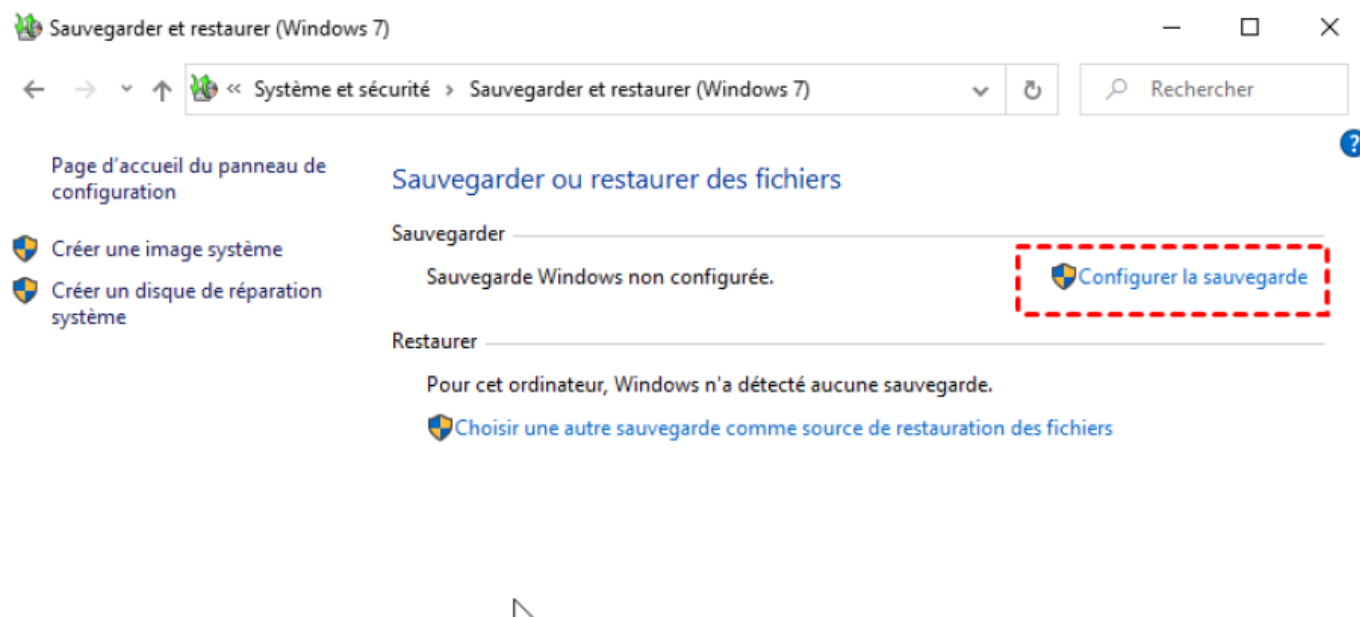 Sauvegarder et restaurer (Windows 7)
« Système et sécurité › Sauvegarder et restaurer (Windows 7)
Rechercher
?
Page d'accueil du panneau de
configuration
Créer une image système
Créer un disque de réparation
système
Sauvegarder ou restaurer des fichiers
Sauvegarder
Sauvegarde Windows non configurée.
Configurer la sauvegarde
Restaurer
Pour cet ordinateur, Windows n'a détecté aucune sauvegarde.
Choisir une autre sauvegarde comme source de restauration des fichiers